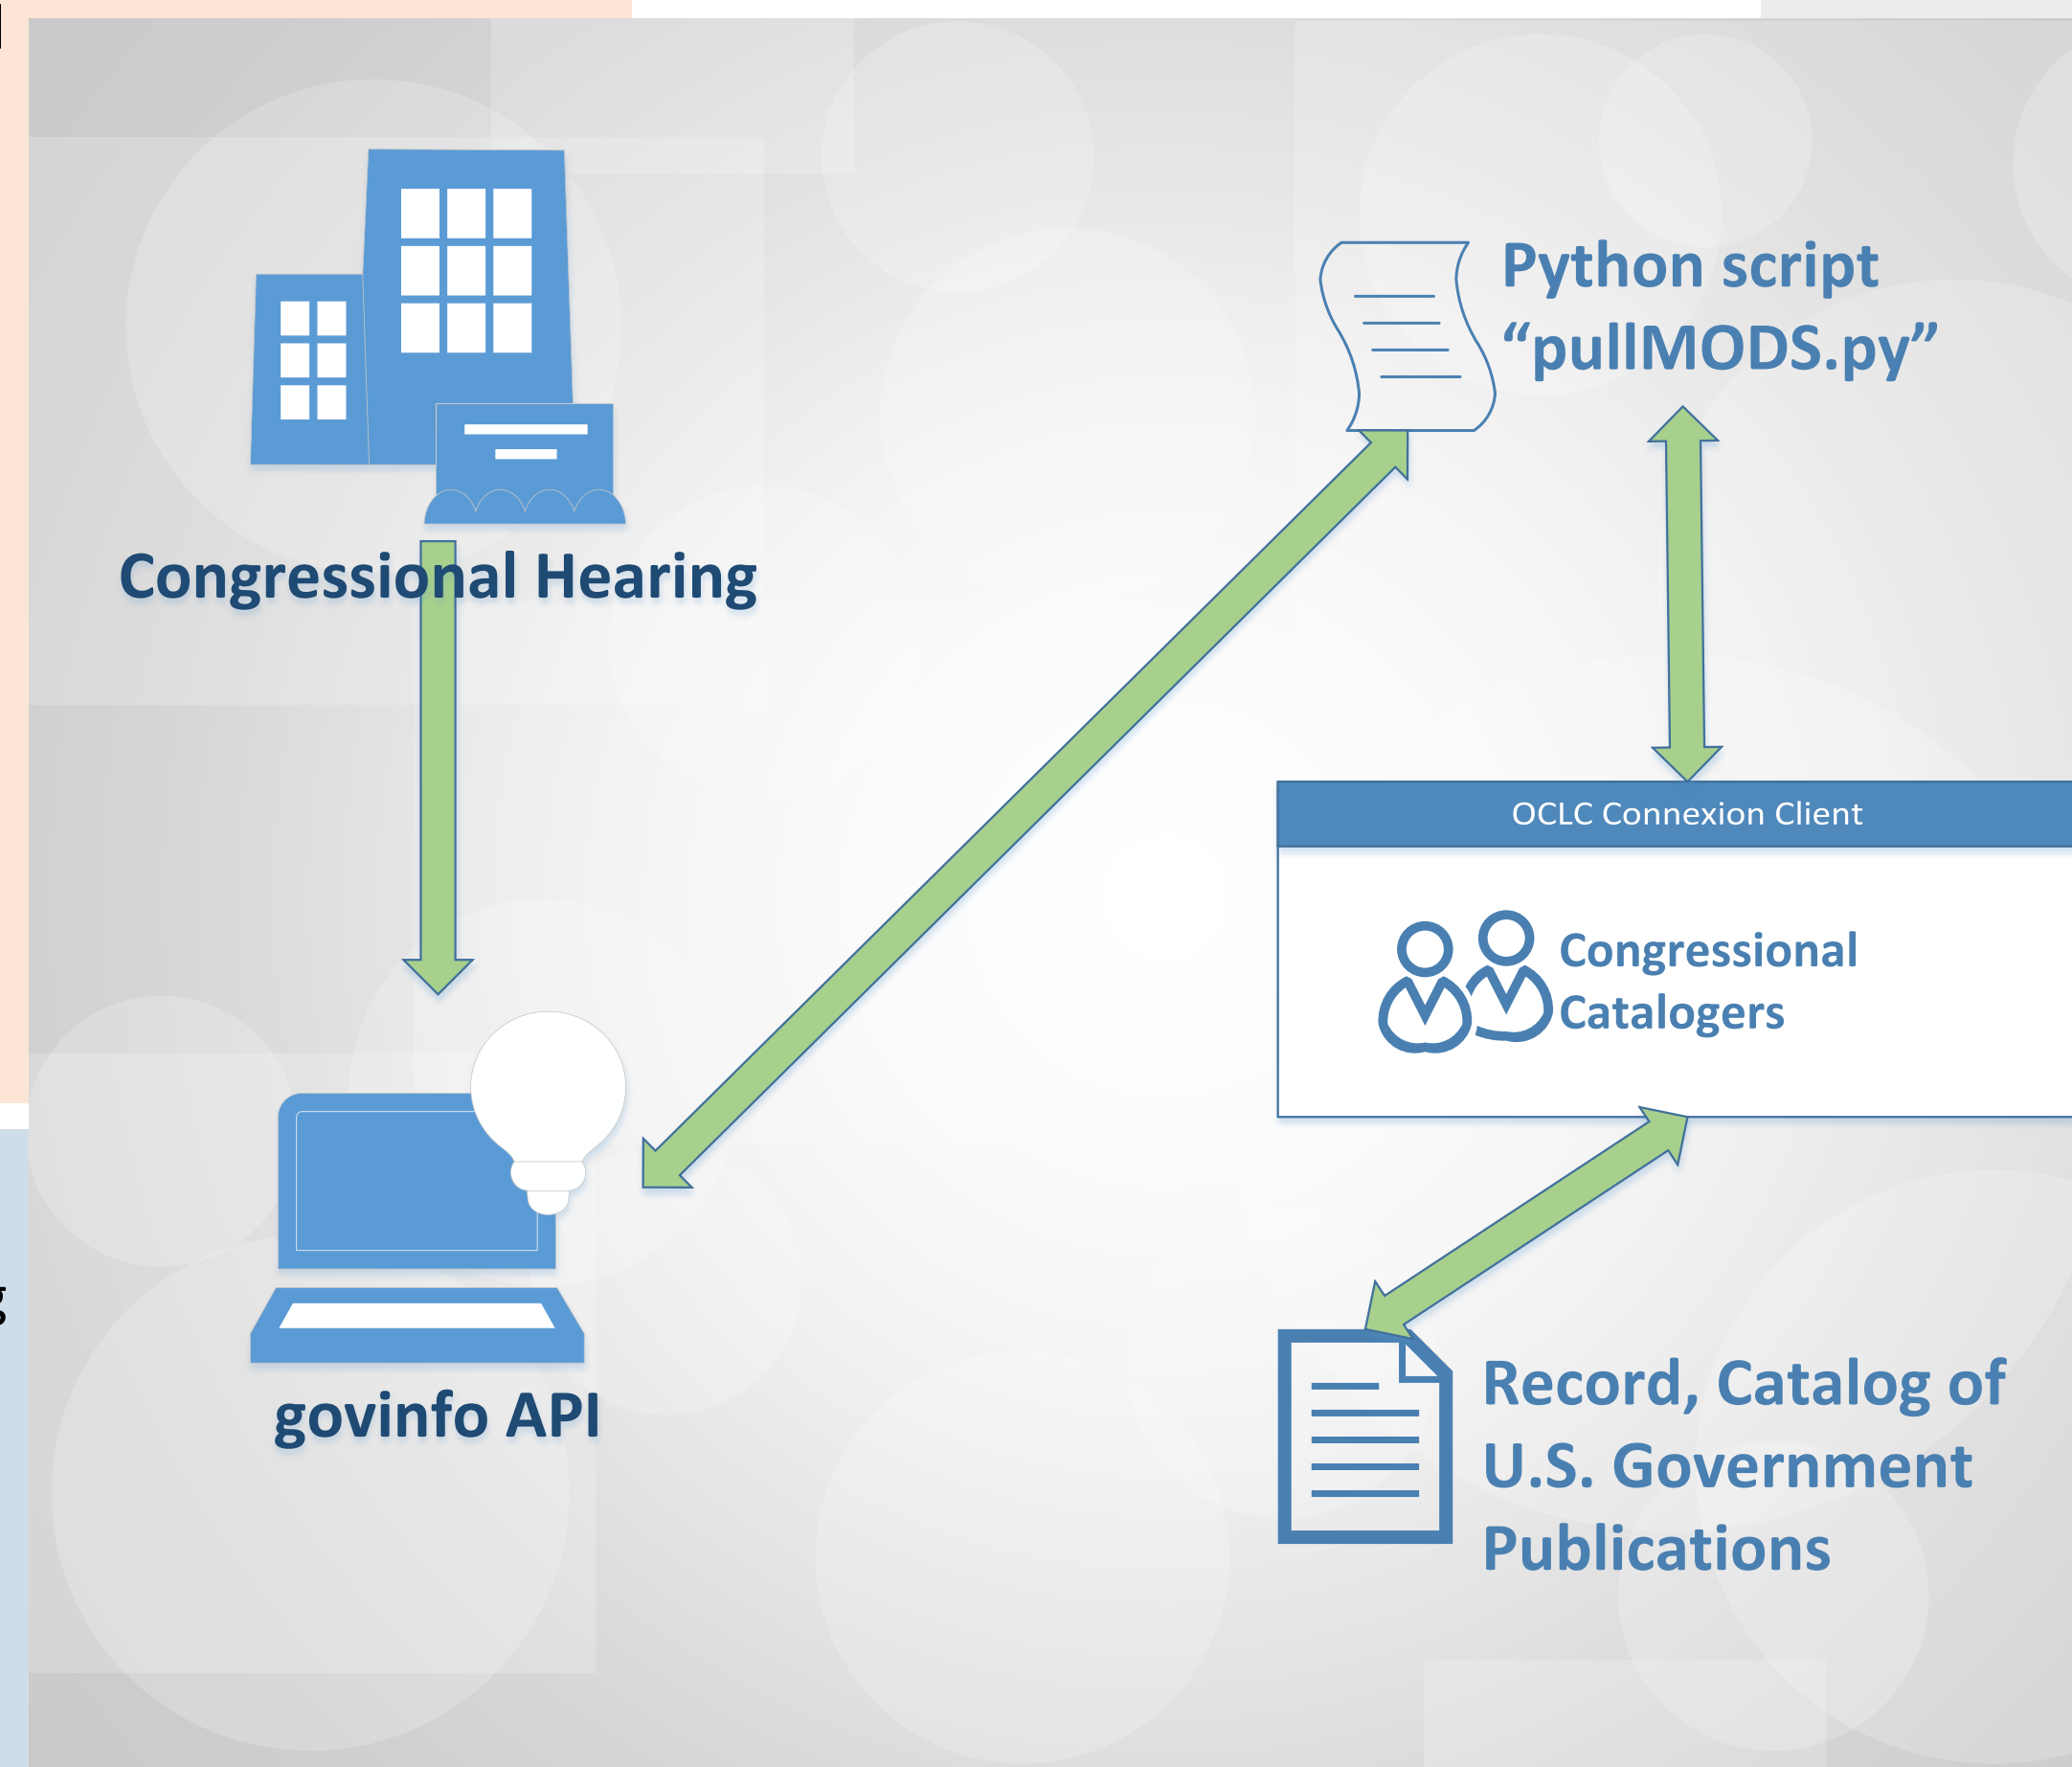 Congressional Hearing
govinfo API
Python script
“pullMODS.py”
OCLC Connexion Client
Congressional
Catalogers
Record, Catalog of
U.S. Government
Publications